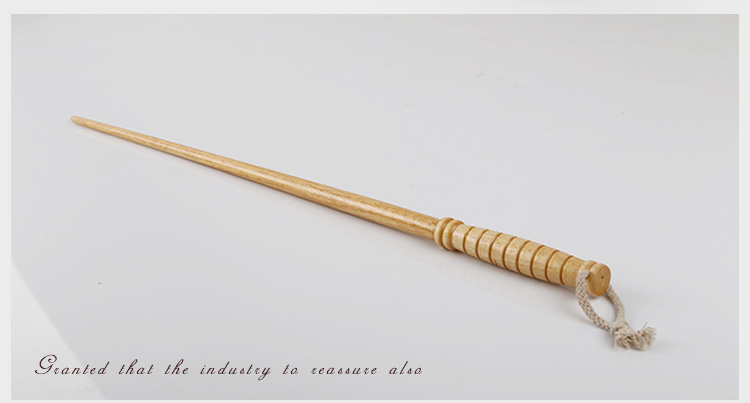 Granted that the industry to reassure also